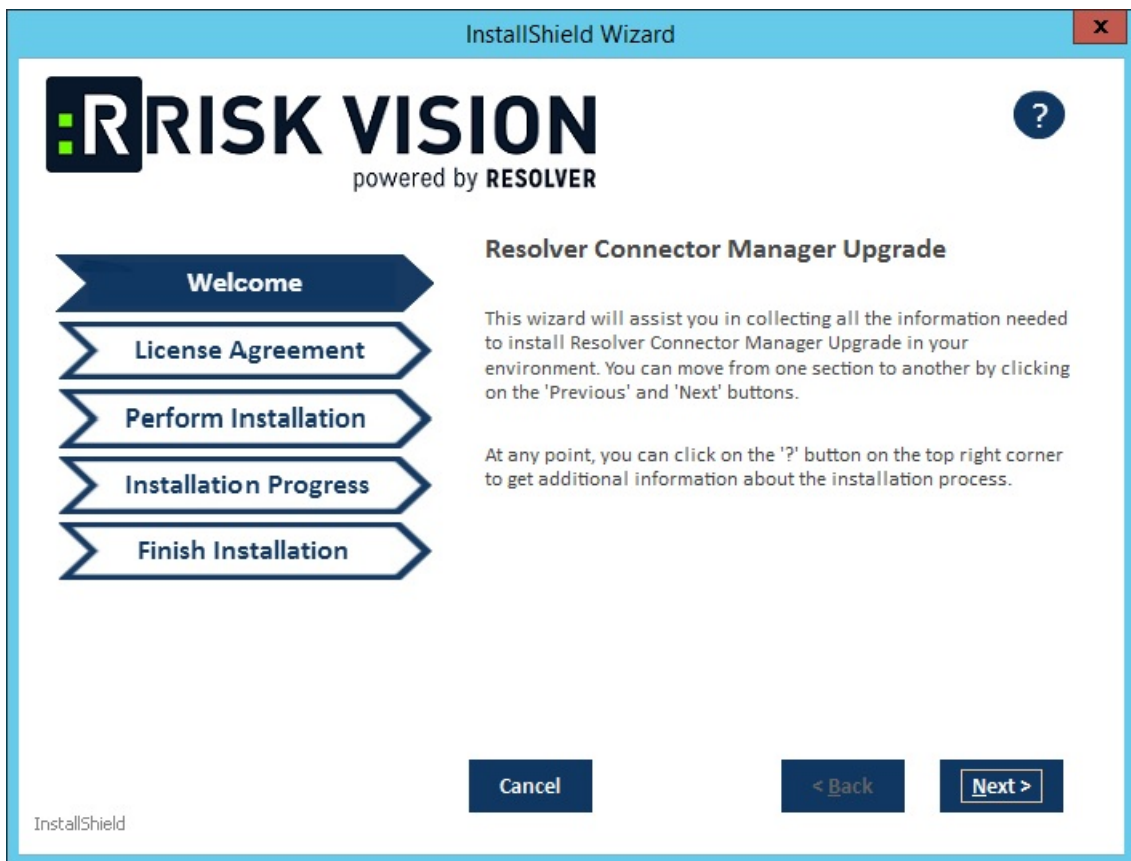 InstallShield Wizard
x
:R RISK VISION
powered by RESOLVER
?
Welcome
License Agreement
Perform Installation
Installation Progress
Finish Installation
Resolver Connector Manager Upgrade
This wizard will assist you in collecting all the information needed
to install Resolver Connector Manager Upgrade in your
environment. You can move from one section to another by clicking
on the 'Previous' and 'Next' buttons.
At any point, you can click on the '?' button on the top right corner
to get additional information about the installation process.
Cancel
< Back
Next >
InstallShield